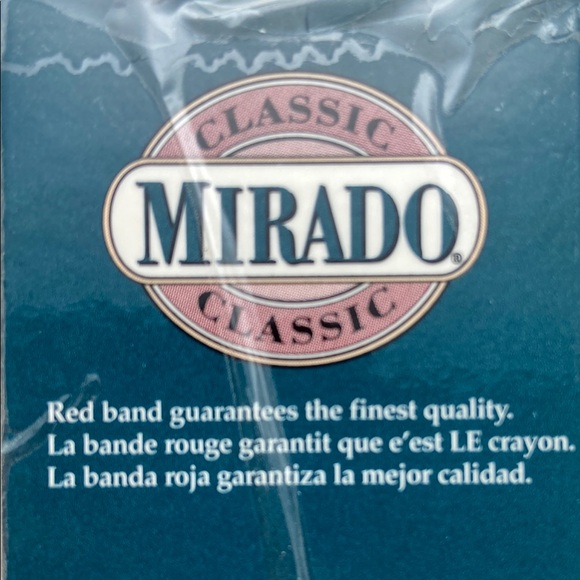 CLASSIC
MIRADO®
CLASSIC
Red band guarantees the finest quality.
La bande rouge garantit que e'est LE crayon.
La banda roja garantiza la mejor calidad.